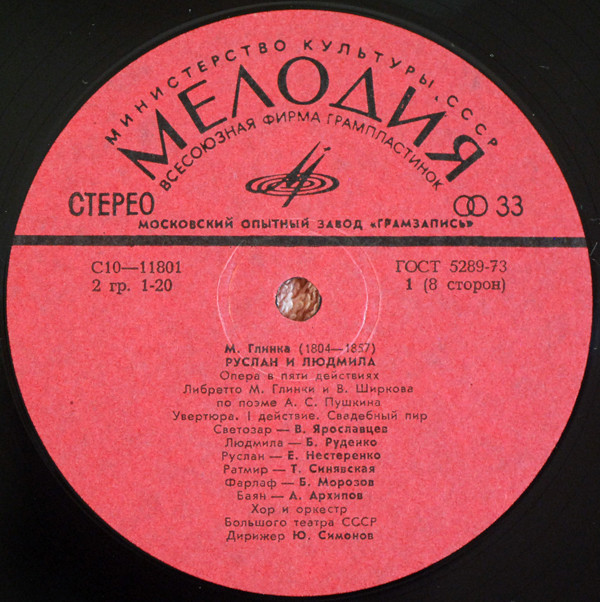 МИНИСТЕРСТВО КУЛЬТУРЫ СССР
МЕЛОДИЯ
ВСЕСОЮЗНАЯ ФИРМА ГРАМПЛАСТИНОК
СТЕРЕО
33
МОСКОВСКИЙ ОПЫТНЫЙ ЗАВОД «ГРАМЗАПИСЬ»
С10—11801
ГОСТ 5289-73
2 гр. 1-20
1 (8 сторон)
М. Глинка (1804—1857)
РУСЛАН И ЛЮДМИЛА
Опера в пяти действиях
Либретто М. Глинки и В. Ширкова
по поэме А. С. Пушкина
Увертюра. I действие. Свадебный пир
Светозар — В. Ярославцев
Людмила — Б. Руденко
Руслан — Е. Нестеренко
Ратмир — Т. Синявская
Фарлаф — Б. Морозов
Баян — А. Архипов
Хор и оркестр
Большого театра СССР
Дирижер Ю. Симонов